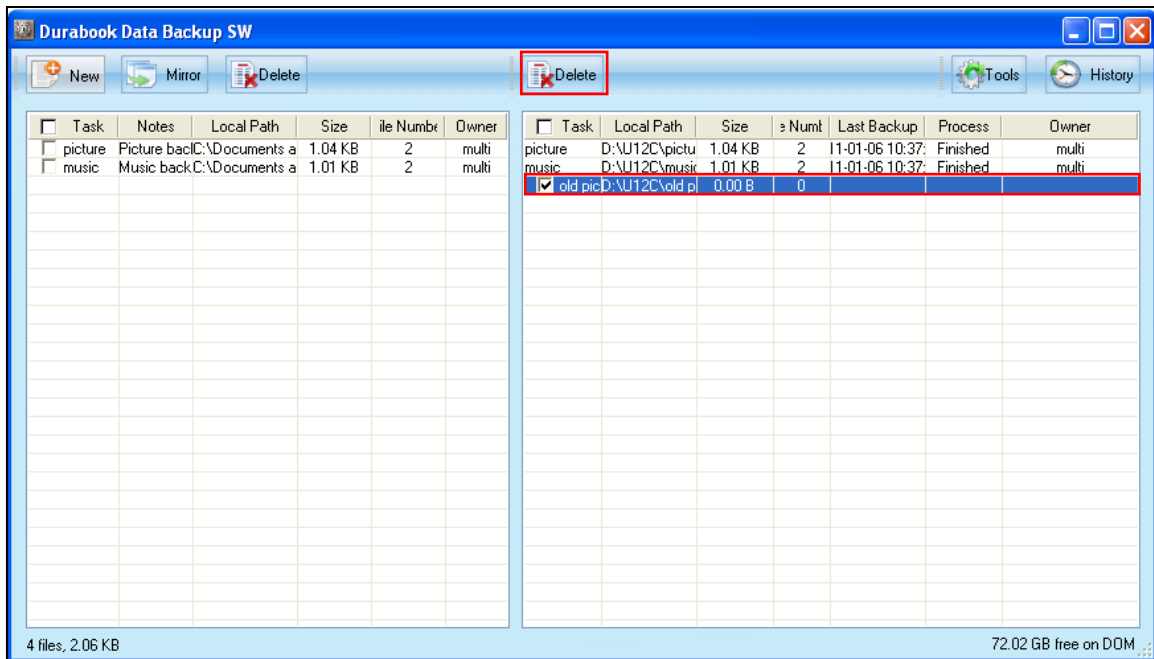 Durabook Data Backup SW
New Mirror Delete Delete Tools History
Task Notes Local Path Size ile Numbe Owner Task Local Path Size e Numt Last Backup Process Owner
picture Picture bacl C:\Documents a 1.04 KB 2 multi picture D:\U12C\pictu 1.04 KB 2 11-01-06 10:37: Finished multi
music Music back C:\Documents a 1.01 KB 2 multi music D:\U12C\music 1.01 KB 2 11-01-06 10:37: Finished multi
old pic D:\U12C\old p 0.00 B 0
4 files, 2.06 KB 72.02 GB free on DOM